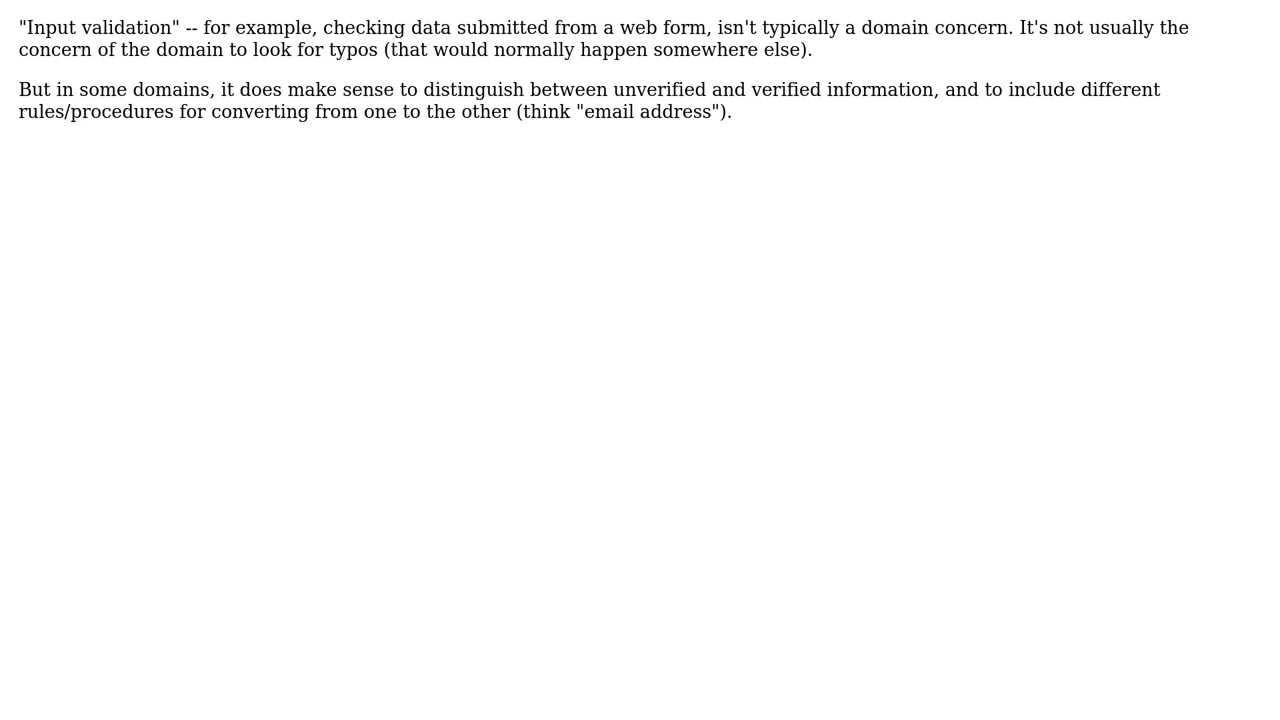 "Input validation" -- for example, checking data submitted from a web form, isn't typically a domain concern. It's not usually the
concern of the domain to look for typos (that would normally happen somewhere else).
But in some domains, it does make sense to distinguish between unverified and verified information, and to include different
rules/procedures for converting from one to the other (think "email address").